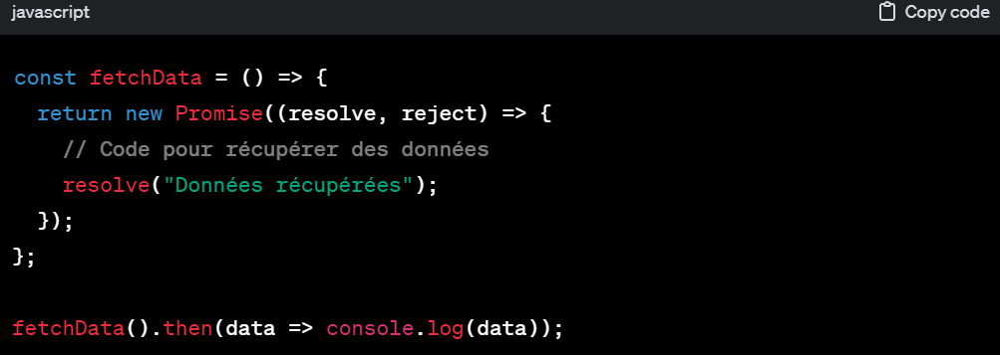 javascript Copy code
const fetchData = () => {
return new Promise((resolve, reject) => {
// Code pour récupérer des données
resolve("Données récupérées");
});
};
fetchData().then(data => console.log(data));